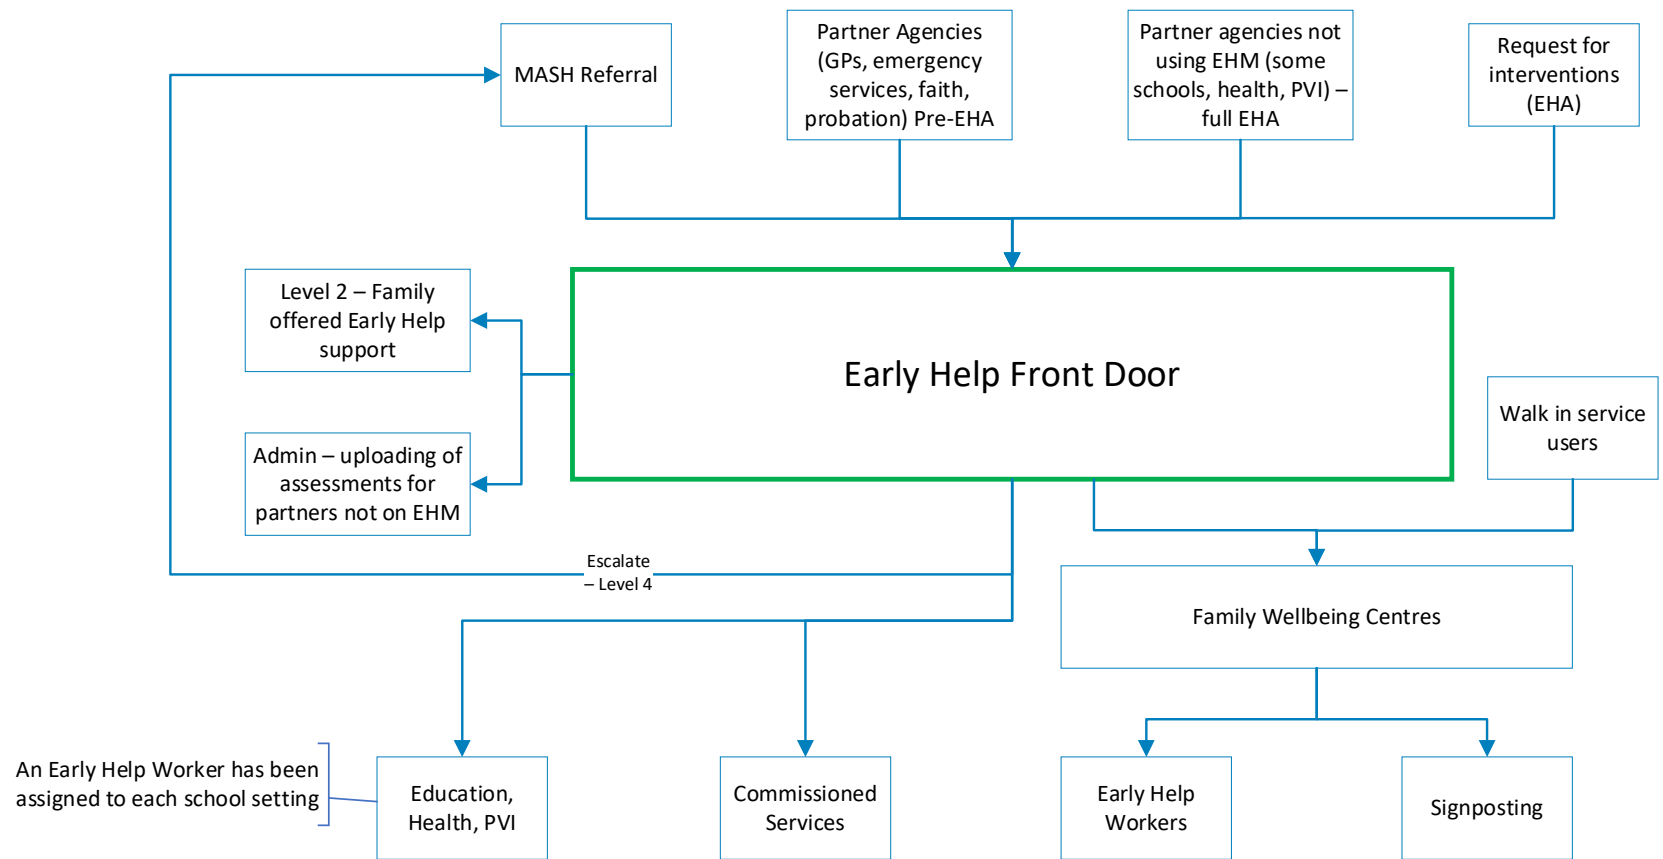 MASH Referral
Partner Agencies
(GPs, emergency
services, faith,
probation) Pre-EHA
Partner agencies not
using EHM (some
schools, health, PVI) –
full EHA
Request for
interventions
(EHA)
Level 2 – Family
offered Early Help
support
Early Help Front Door
Walk in service
users
Admin – uploading of
assessments for
partners not on EHM
Escalate
– Level 4
Family Wellbeing Centres
An Early Help Worker has been
assigned to each school setting
Education,
Health, PVI
Commissioned
Services
Early Help
Workers
Signposting